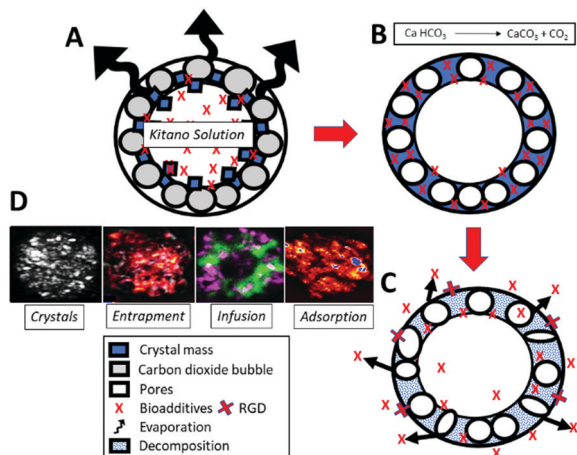 A
Kitano Solution
B
Ca HCO₃ → CaCO₃ + CO₂
D
Crystals
Entrapment
Infusion
Adsorption
C
Crystal mass
Carbon dioxide bubble
Pores
X Bioadditives X RGD
Evaporation
Decomposition